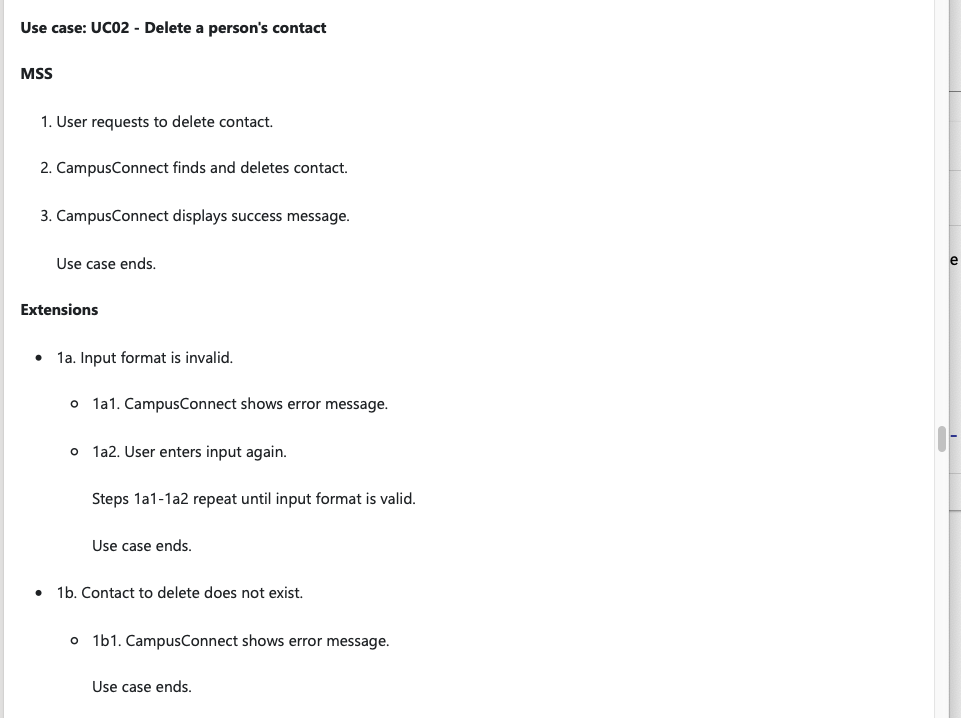 Use case: UC02 - Delete a person's contact
MSS
1. User requests to delete contact.
2. CampusConnect finds and deletes contact.
3. CampusConnect displays success message.
Use case ends.
Extensions
• 1a. Input format is invalid.
○ 1a1. CampusConnect shows error message.
○ 1a2. User enters input again.
Steps 1a1-1a2 repeat until input format is valid.
Use case ends.
• 1b. Contact to delete does not exist.
○ 1b1. CampusConnect shows error message.
Use case ends.
e
-